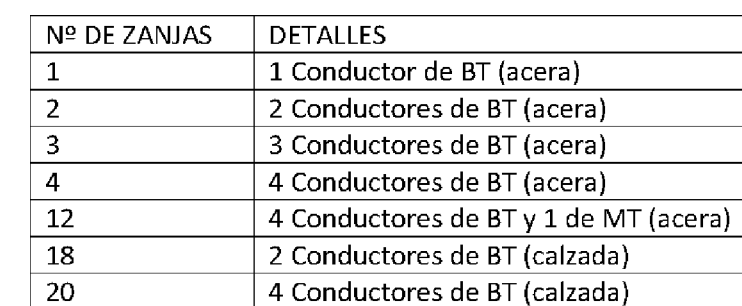 Nº DE ZANJAS DETALLES
1 1 Conductor de BT (acera)
2 2 Conductores de BT (acera)
3 3 Conductores de BT (acera)
4 4 Conductores de BT (acera)
12 4 Conductores de BT y 1 de MT (acera)
18 2 Conductores de BT (calzada)
20 4 Conductores de BT (calzada)